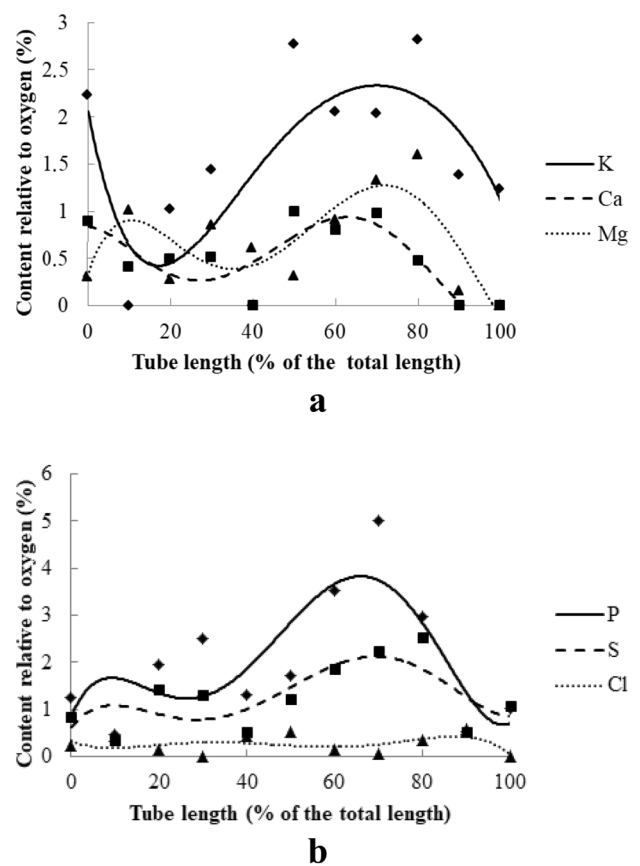 Content relative to oxygen (%)
3
2.5
2
1.5
1
0.5
0
0 20 40 60 80 100
Tube length (% of the total length)
K
Ca
Mg
a
Content relative to oxygen (%)
6
5
4
3
2
1
0
0 20 40 60 80 100
Tube length (% of the total length)
P
S
Cl
b